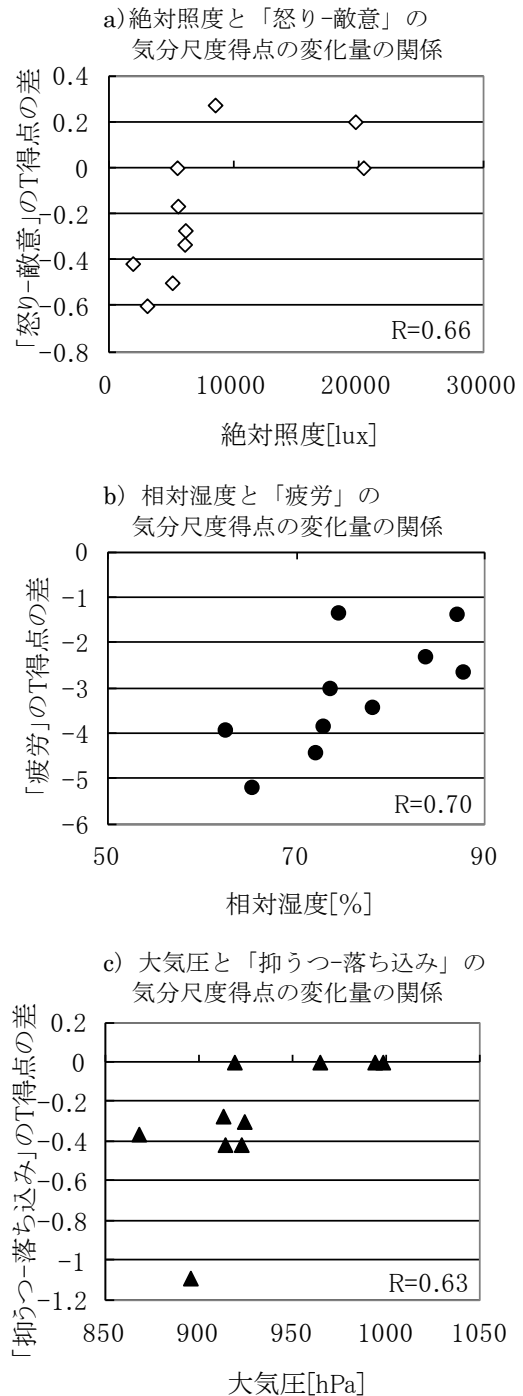 a)絶対照度と「怒り-敵意」の
気分尺度得点の変化量の関係
「怒り-敵意」のT得点の差
0.4
0.2
0
-0.2
-0.4
-0.6
-0.8
R=0.66
0 10000 20000 30000
絶対照度[lux]
b) 相対湿度と「疲労」の
気分尺度得点の変化量の関係
「疲労」のT得点の差
0
-1
-2
-3
-4
-5
-6
R=0.70
50 70 90
相対湿度[%]
c) 大気圧と「抑うつ-落ち込み」の
気分尺度得点の変化量の関係
「抑うつ-落ち込み」のT得点の差
0.2
0
-0.2
-0.4
-0.6
-0.8
-1
-1.2
R=0.63
850 900 950 1000 1050
大気圧[hPa]